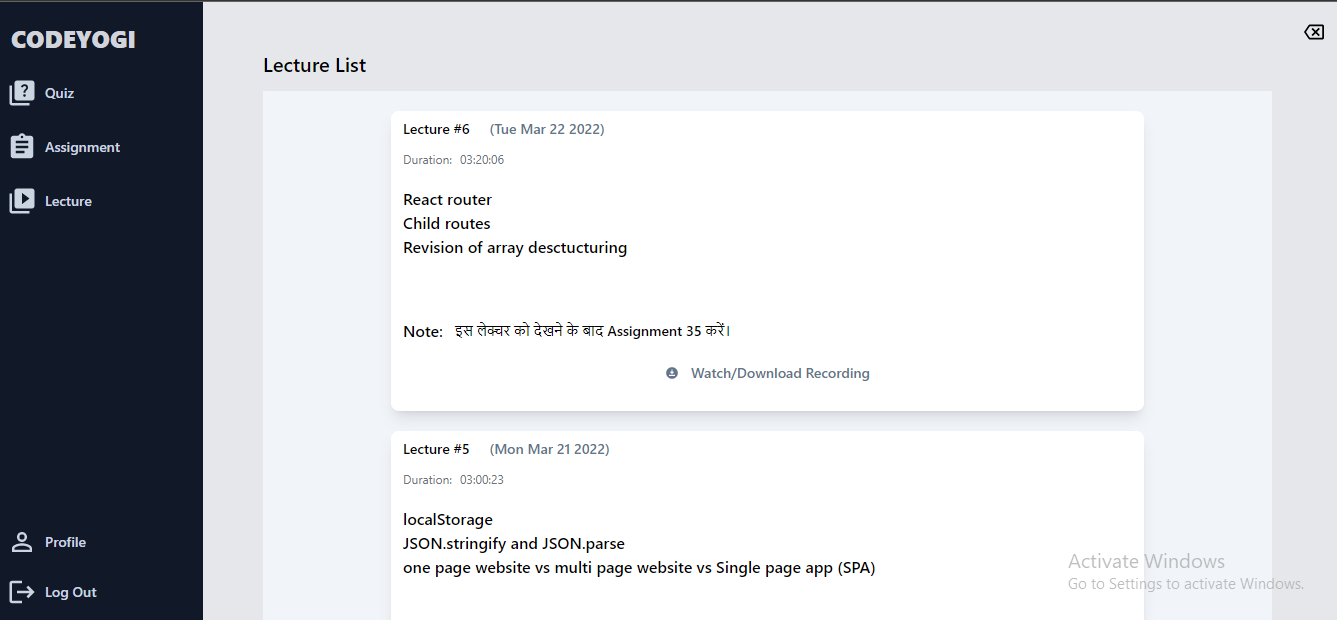 CODEYOGI
Quiz
Assignment
Lecture
Profile
Log Out
Lecture List
Lecture #6 (Tue Mar 22 2022)
Duration: 03:20:06
React router
Child routes
Revision of array desctucturing
Note: इस लेक्चर को देखने के बाद Assignment 35 करें।
Watch/Download Recording
Lecture #5 (Mon Mar 21 2022)
Duration: 03:00:23
localStorage
JSON.stringify and JSON.parse
one page website vs multi page website vs Single page app (SPA)
Activate Windows
Go to Settings to activate Windows.